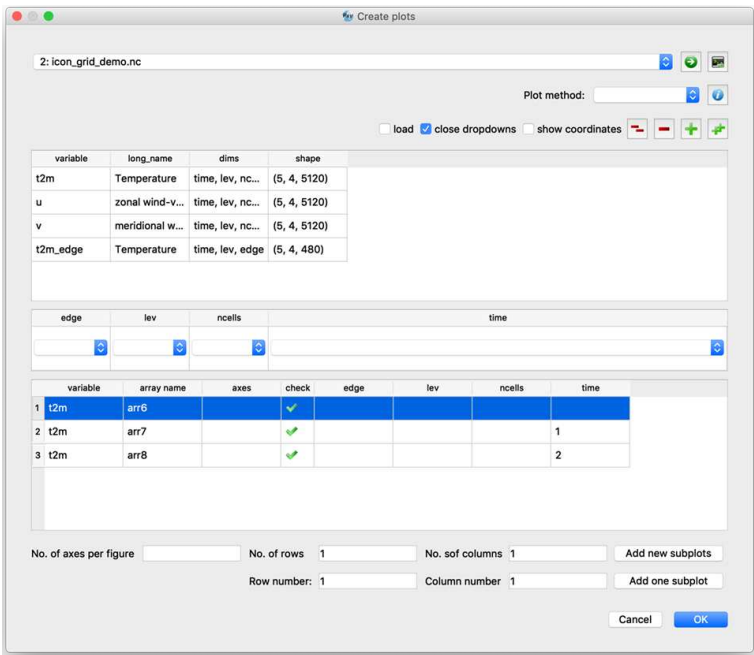 Create plots
2: icon_grid_demo.nc
Plot method:
load close dropdowns show coordinates
variable long_name dims shape
t2m Temperature time, lev, nc... (5, 4, 5120)
u zonal wind-v... time, lev, nc... (5, 4, 5120)
v meridional w... time, lev, nc... (5, 4, 5120)
t2m_edge Temperature time, lev, edge (5, 4, 480)
edge lev ncells time
variable array name axes check edge lev ncells time
1 t2m arr6
2 t2m arr7 1
3 t2m arr8 2
No. of axes per figure No. of rows 1 No. sof columns 1 Add new subplots
Row number: 1 Column number 1 Add one subplot
Cancel OK